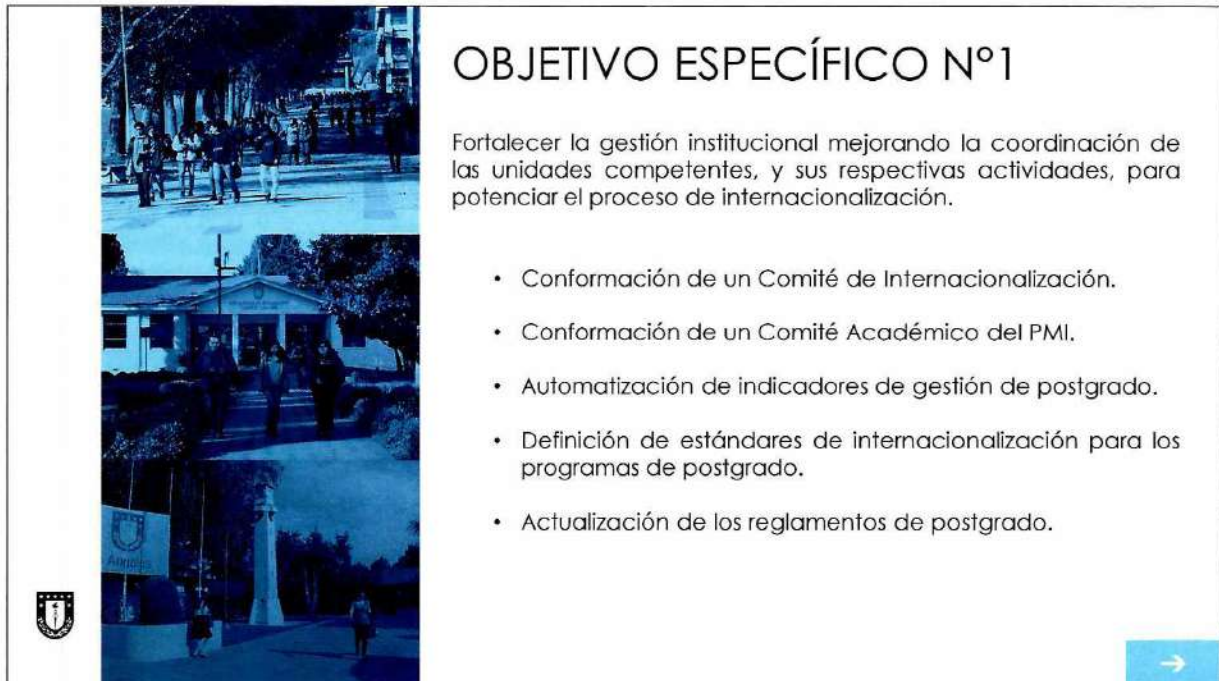 OBJETIVO ESPECÍFICO Nº1
Fortalecer la gestión institucional mejorando la coordinación de
las unidades competentes, y sus respectivas actividades, para
potenciar el proceso de internacionalización.
• Conformación de un Comité de Internacionalización.
• Conformación de un Comité Académico del PMI.
• Automatización de indicadores de gestión de postgrado.
• Definición de estándares de internacionalización para los
programas de postgrado.
• Actualización de los reglamentos de postgrado.